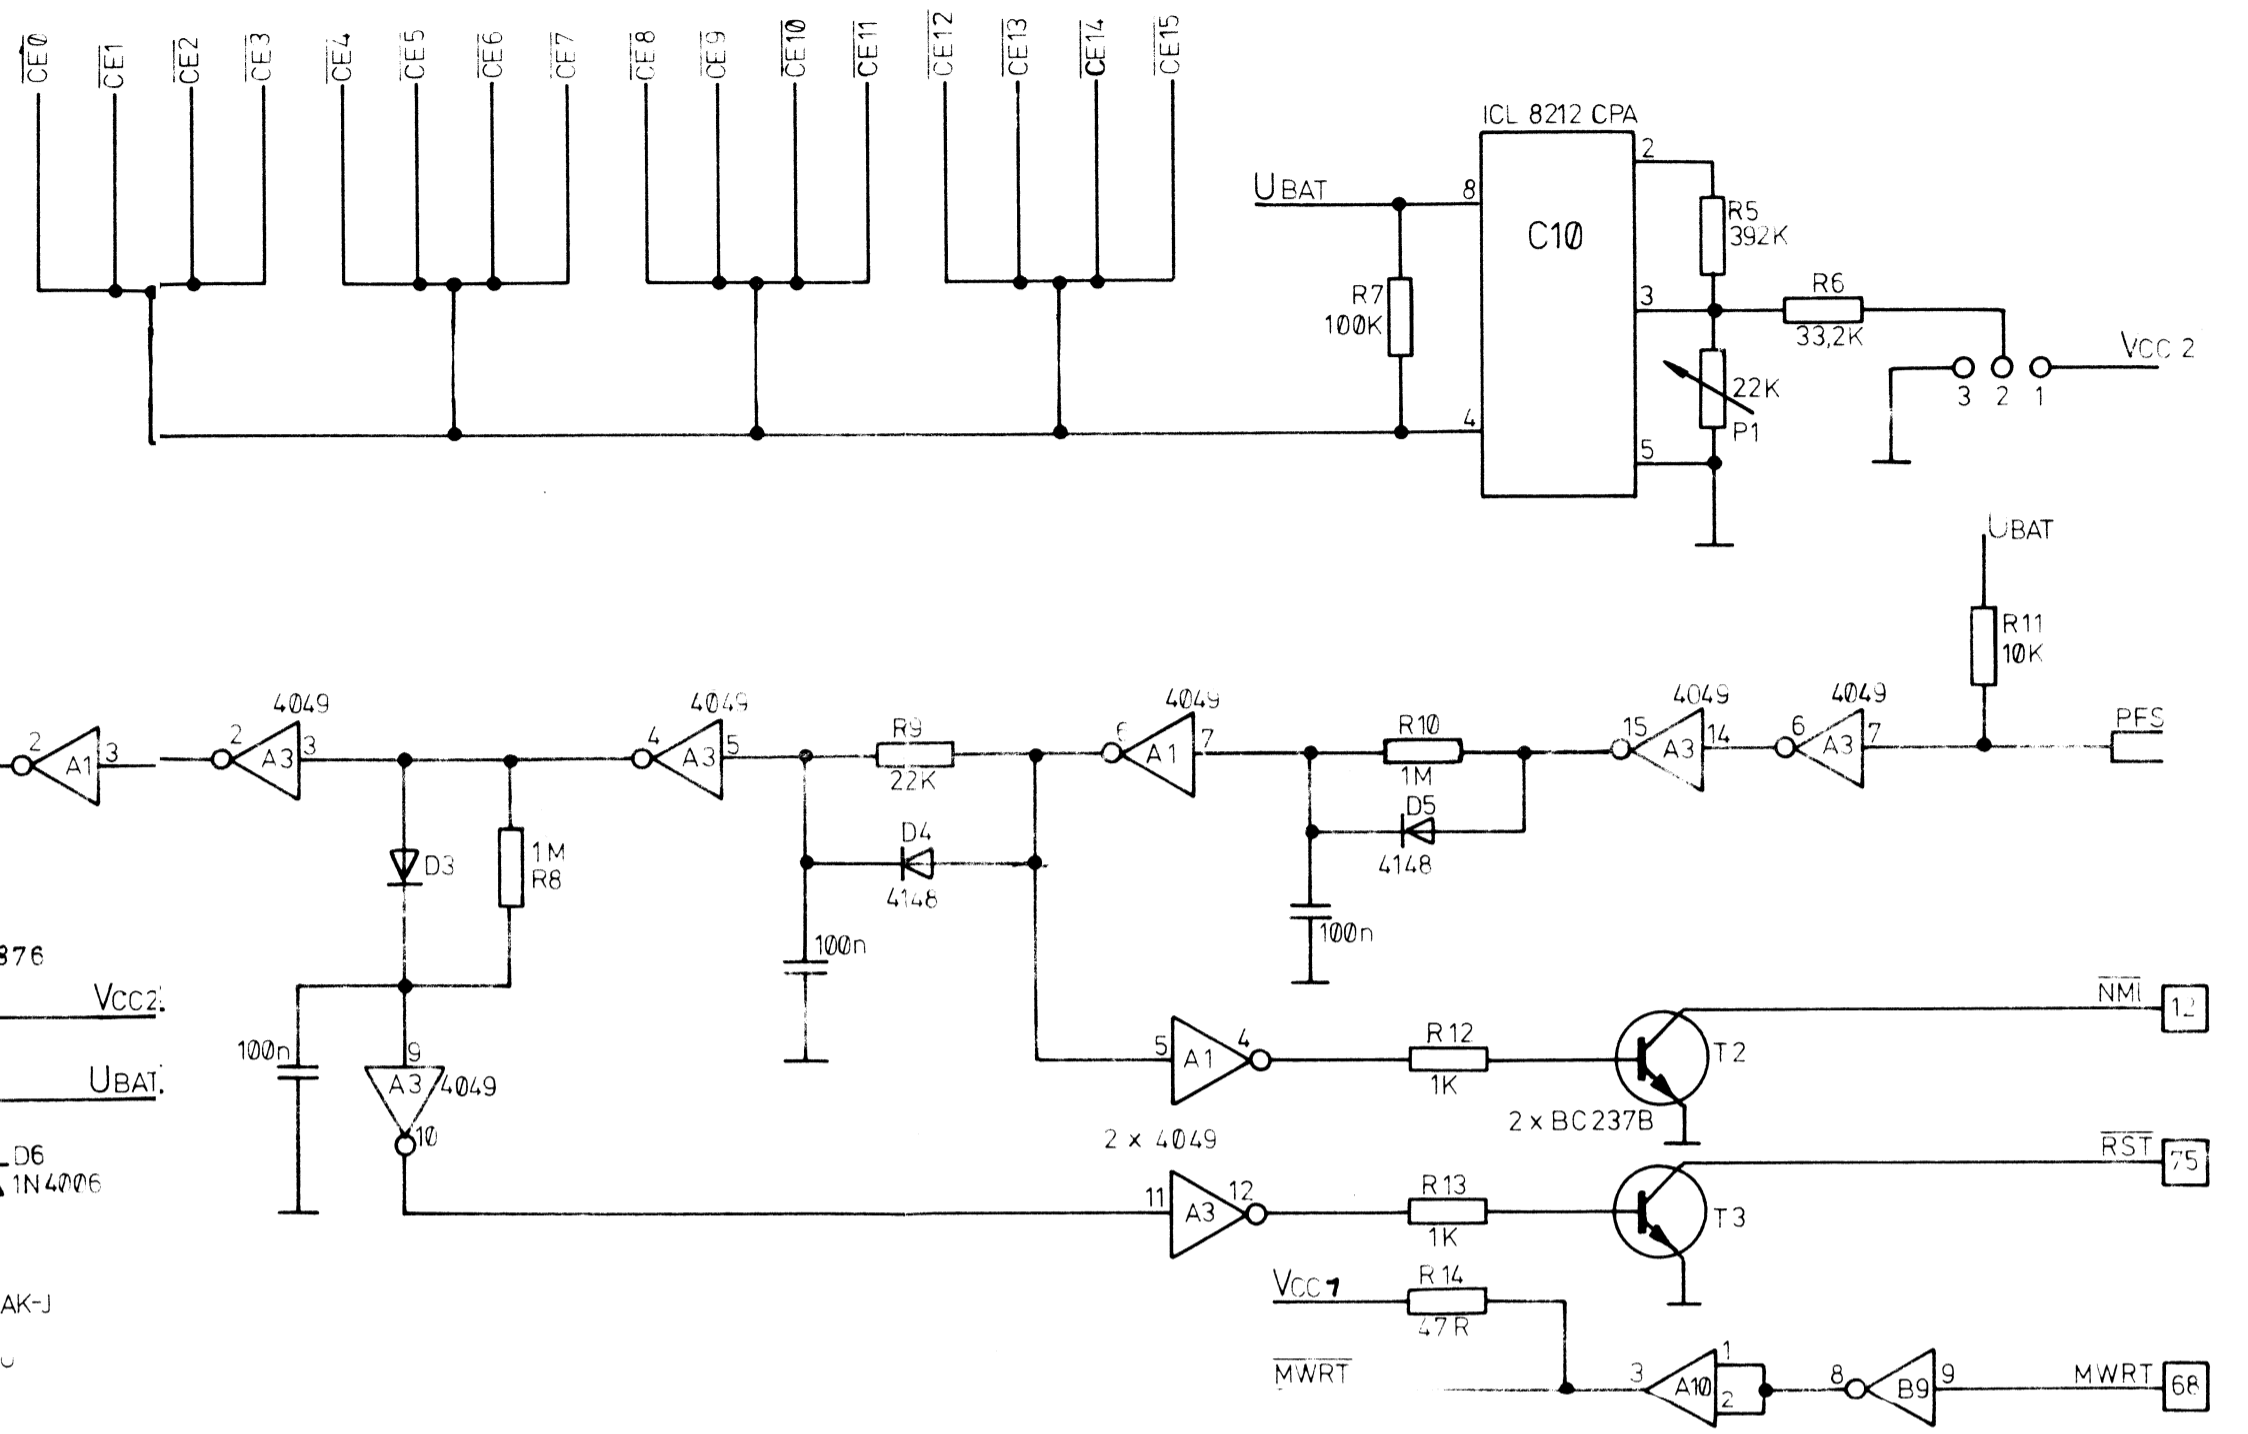 CE0 CE1 CE2 CE3 CE4 CE5 CE6 CE7 CE8 CE9 CE10 CE11 CE12 CE13 CE14 CE15
ICL 8212 CPA
UBAT
8
2
C10
R5
392K
R7
100K
3
R6
33,2K
VCC 2
3 2 1
22K
P1
4
5
UBAT
R11
10K
4049
4049
4049
4049
4049
2 A1 3
2 A3 3
4 A3 5
R9
22K
6 A1 7
R10
1M
15 A3 14
6 A3 7
PFS
D5
4148
D4
4148
D3
1M
R8
100n
100n
876
VCC2
UBAT
100n
9
A3 4049
10
D6
1N4006
NMI 12
5 A1 4
R12
1K
T2
2 x BC237B
2 x 4049
RST 75
11 A3 12
R13
1K
T3
VCC 1
R14
47R
AK-J
MWRT
3 A10 1
2
8 B9 9
MWRT 68